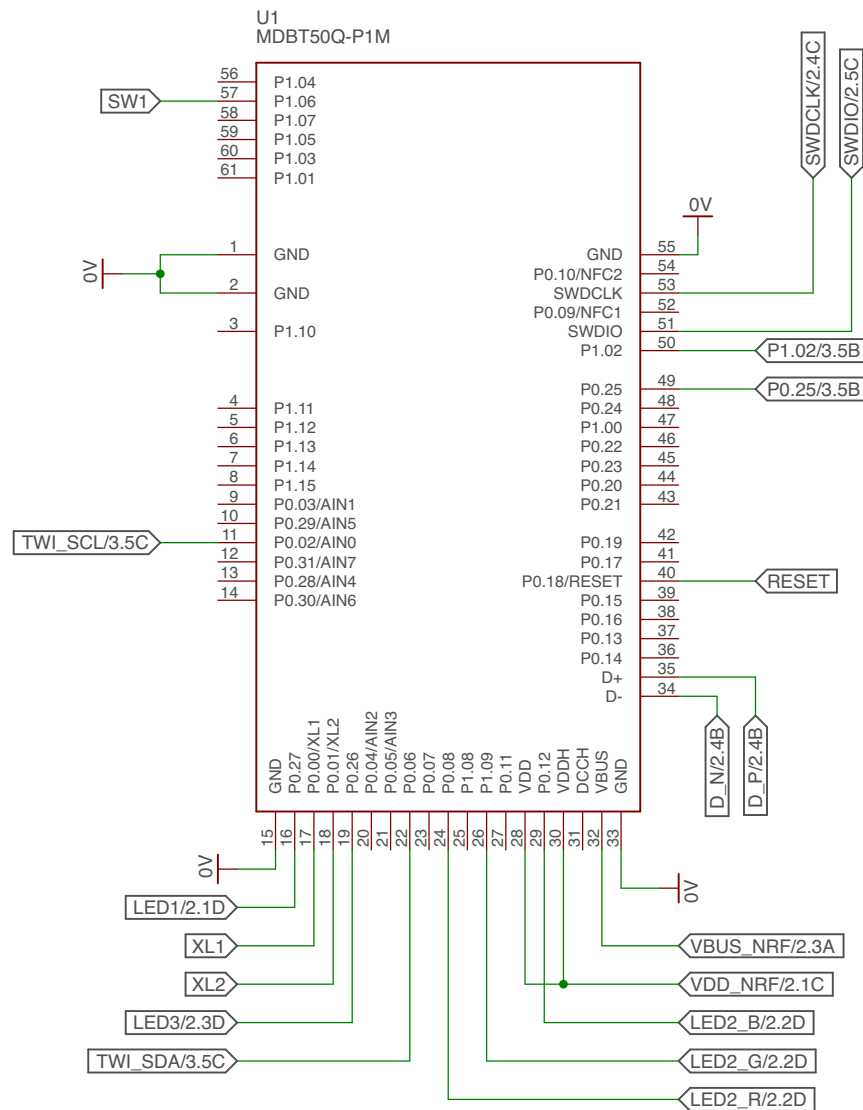 U1
MDBT50Q-P1M
56 P1.04
SW1 57 P1.06
58 P1.07
59 P1.05
60 P1.03
61 P1.01
SWDCLK/2.4C
SWDIO/2.5C
0V
0V
1 GND
2 GND
3 P1.10
GND 55
P0.10/NFC2 54
SWDCLK 53
P0.09/NFC1 52
SWDIO 51
P1.02 50 P1.02/3.5B
P0.25 49 P0.25/3.5B
P0.24 48
P1.00 47
P0.22 46
P0.23 45
P0.20 44
P0.21 43
4 P1.11
5 P1.12
6 P1.13
7 P1.14
8 P1.15
9 P0.03/AIN1
10 P0.29/AIN5
TWI_SCL/3.5C 11 P0.02/AIN0
12 P0.31/AIN7
13 P0.28/AIN4
14 P0.30/AIN6
P0.19 42
P0.17 41
P0.18/RESET 40 RESET
P0.15 39
P0.16 38
P0.13 37
P0.14 36
D+ 35
D- 34
D_N/2.4B
D_P/2.4B
GND 15
P0.27 16
P0.00/XL1 17
P0.01/XL2 18
P0.26 19
P0.04/AIN2 20
P0.05/AIN3 21
P0.06 22
P0.07 23
P0.08 24
P1.08 25
P1.09 26
P0.11 27
VDD 28
P0.12 29
VDDH 30
DCCH 31
VBUS 32
GND 33
0V
0V
LED1/2.1D
XL1
XL2
LED3/2.3D
TWI_SDA/3.5C
VBUS_NRF/2.3A
VDD_NRF/2.1C
LED2_B/2.2D
LED2_G/2.2D
LED2_R/2.2D